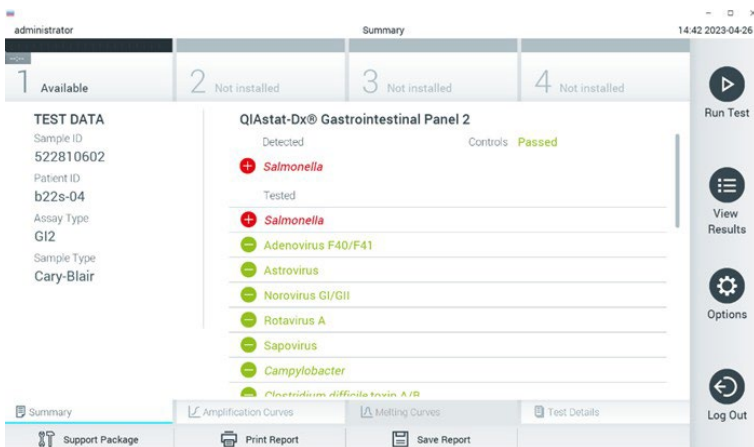 administrator
Summary
14:42 2023-04-26
1 Available
2 Not installed
3 Not installed
4 Not installed
Run Test
View Results
Options
Log Out
TEST DATA
Sample ID
522810602
Patient ID
b22s-04
Assay Type
GI2
Sample Type
Cary-Blair
QIAstat-Dx® Gastrointestinal Panel 2
Detected
Controls Passed
Salmonella
Tested
Salmonella
Adenovirus F40/F41
Astrovirus
Norovirus GI/GII
Rotavirus A
Sapovirus
Campylobacter
Clostridium difficile toxin A/B
Summary
Amplification Curves
Melting Curves
Test Details
Support Package
Print Report
Save Report